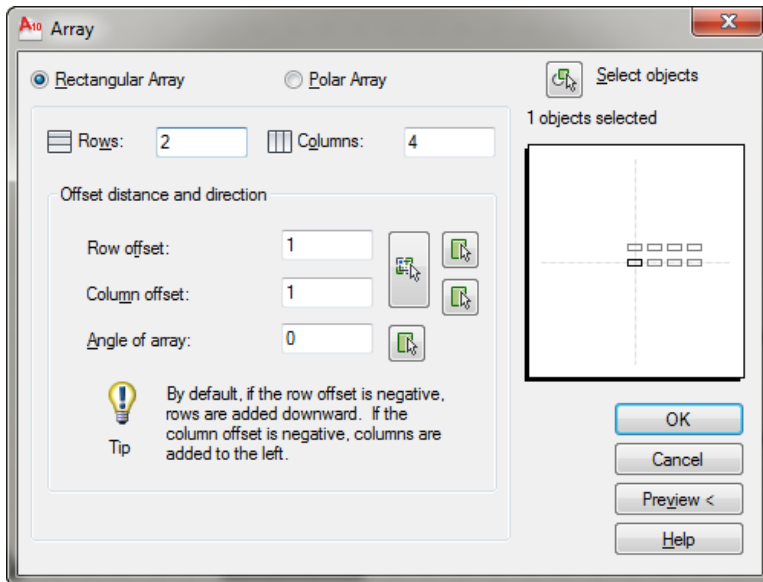 A10 Array
Rectangular Array Polar Array Select objects
1 objects selected
Rows: 2 Columns: 4
Offset distance and direction
Row offset: 1
Column offset: 1
Angle of array: 0
By default, if the row offset is negative,
rows are added downward. If the
column offset is negative, columns are
added to the left.
Tip
OK
Cancel
Preview <
Help